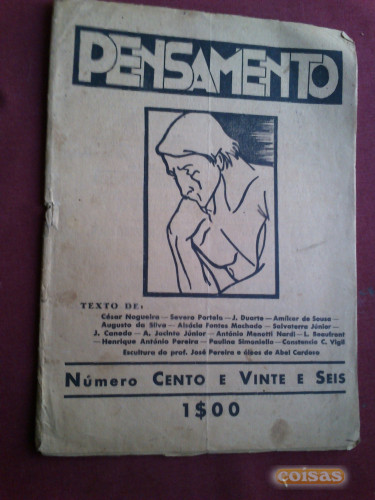 PENSAMENTO
TEXTO DE:
César Nogueira — Severo Portela — J. Duarte — Amílcar de Sousa —
Augusto da Silva — Alsácia Fontes Machado — Salvaterra Júnior —
J. Canedo — A. Jacinto Júnior — António Menotti Nardi — L. Beaufront
— Henrique António Pereira — Paulina Simoniello — Constancio C. Vigil
Escultura do prof. José Pereira e óleos de Abel Cardoso
Número CENTO E VINTE E SEIS
1$00
coisas